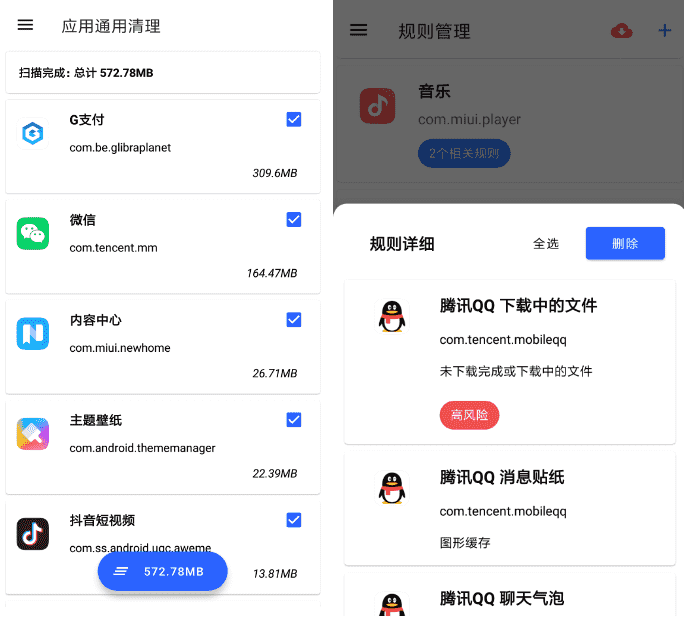 应用通用清理
扫描完成: 总计 572.78MB
G支付
com.be.glibraplanet
309.6MB
微信
com.tencent.mm
164.47MB
内容中心
com.miui.newhome
26.71MB
主题壁纸
com.android.thememanager
22.39MB
抖音短视频
com.ss.android.ugc.aweme
13.81MB
572.78MB
规则管理
音乐
com.miui.player
2个相关规则
规则详细
全选
删除
腾讯QQ 下载中的文件
com.tencent.mobileqq
未下载完成或下载中的文件
高风险
腾讯QQ 消息贴纸
com.tencent.mobileqq
图形缓存
腾讯QQ 聊天气泡